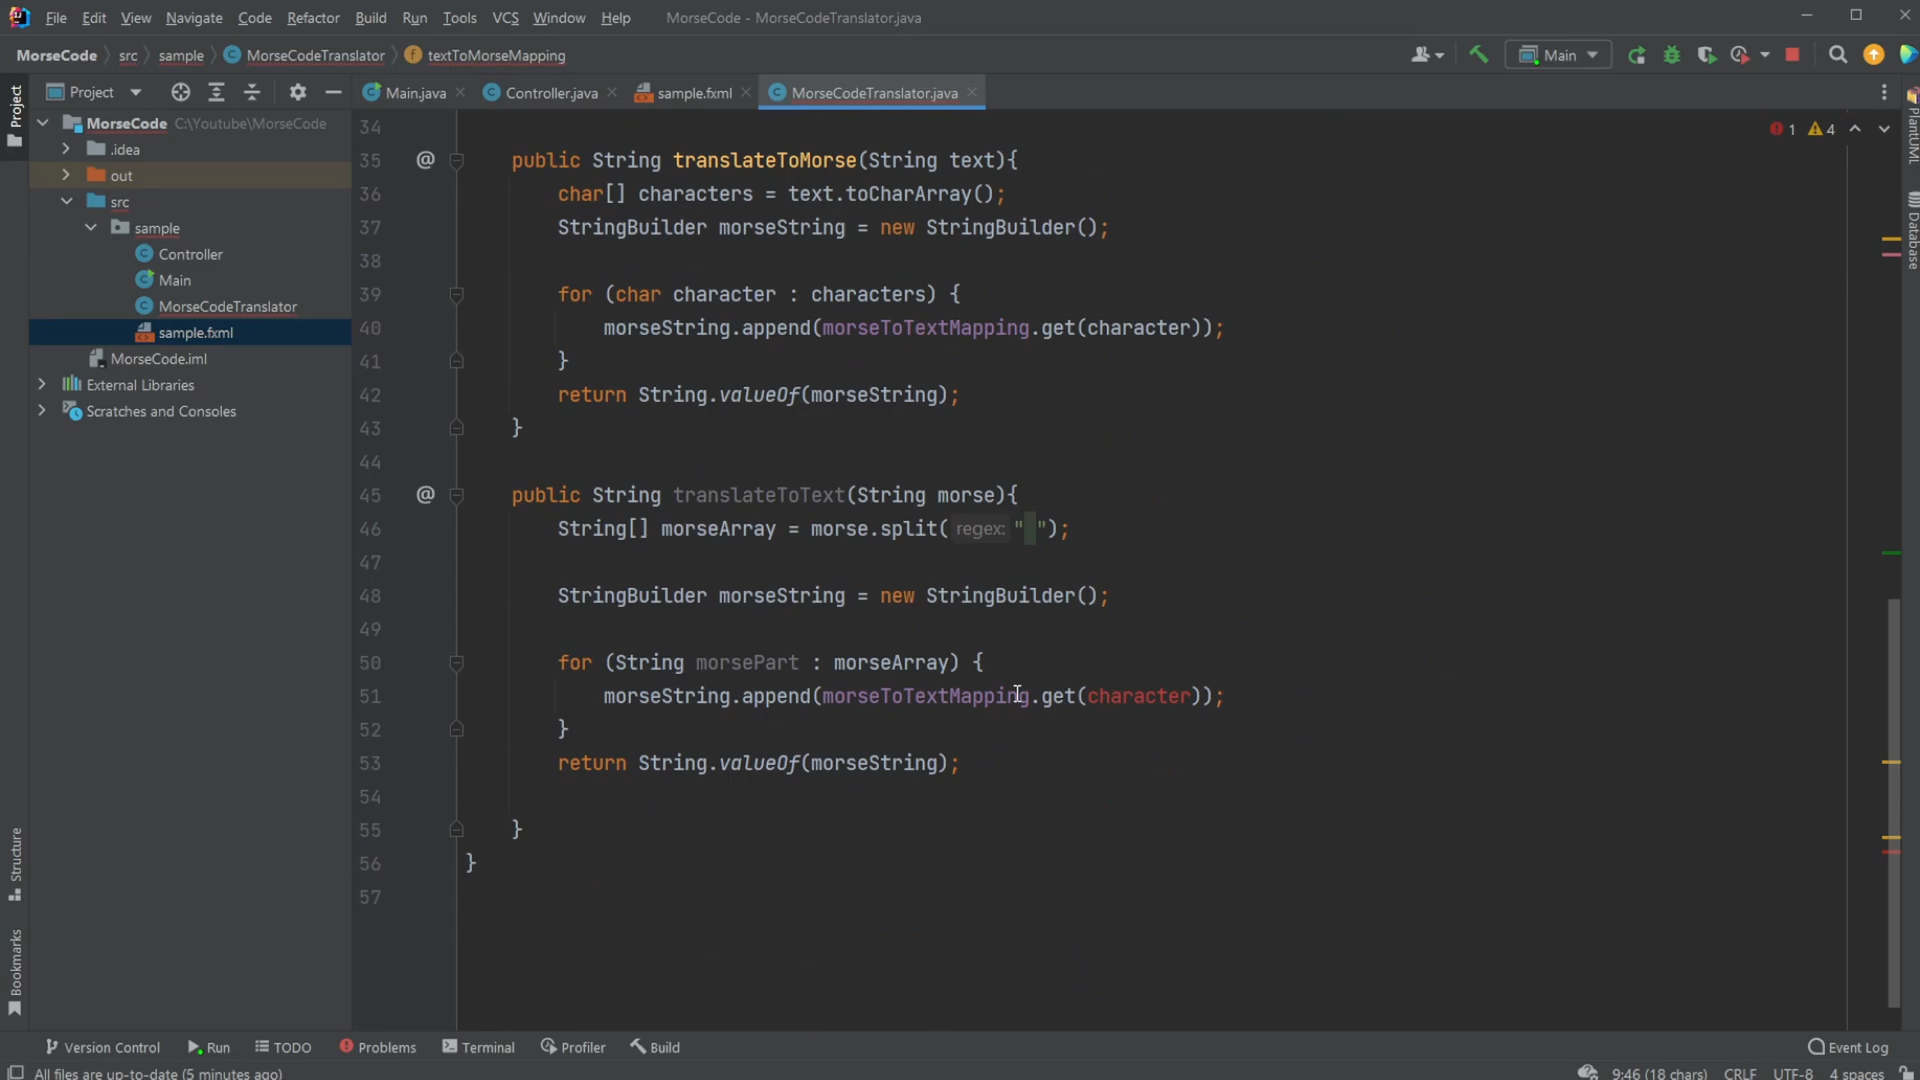 File Edit View Navigate Code Refactor Build Run Tools VCS Window Help MorseCode - MorseCodeTranslator.java
MorseCode src sample MorseCodeTranslator textToMorseMapping Main
Project Main.java Controller.java sample.fxml MorseCodeTranslator.java
Project
MorseCode C:\Youtube\MorseCode
.idea
out
src
sample
Controller
Main
MorseCodeTranslator
sample.fxml
MorseCode.iml
External Libraries
Scratches and Consoles
Structure
Bookmarks
1 4
34
35 @ public String translateToMorse(String text){
36 char[] characters = text.toCharArray();
37 StringBuilder morseString = new StringBuilder();
38
39 for (char character : characters) {
40 morseString.append(morseToTextMapping.get(character));
41 }
42 return String.valueOf(morseString);
43 }
44
45 @ public String translateToText(String morse){
46 String[] morseArray = morse.split( regex: " ");
47
48 StringBuilder morseString = new StringBuilder();
49
50 for (String morsePart : morseArray) {
51 morseString.append(morseToTextMapping.get(character));
52 }
53 return String.valueOf(morseString);
54
55 }
56 }
57
PlantUML
Database
Version Control Run TODO Problems Terminal Profiler Build Event Log
All files are up-to-date (5 minutes ago) 9:46 (18 chars) CRLF UTF-8 4 spaces